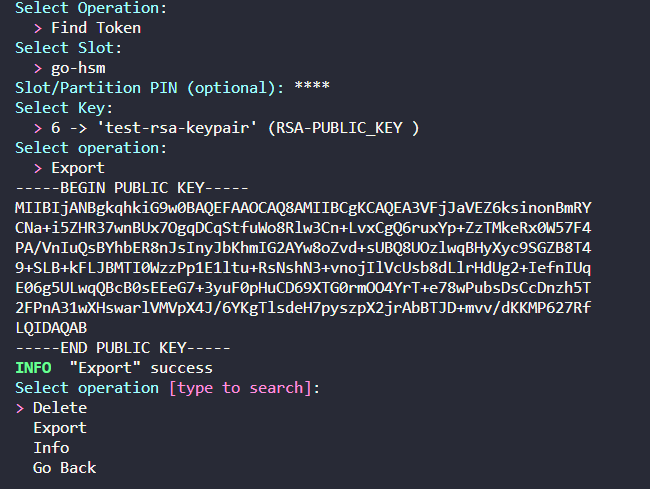 Select Operation:
> Find Token
Select Slot:
> go-hsm
Slot/Partition PIN (optional): ****
Select Key:
> 6 -> 'test-rsa-keypair' (RSA-PUBLIC_KEY )
Select operation:
> Export
-----BEGIN PUBLIC KEY-----
MIIBIjANBgkqhkiG9w0BAQEFAAOCAQ8AMIIBCgKCAQEA3VFjJaVEZ6ksinonBmRY
CNa+i5ZHR37wnBUx7OgqDCqStfuWo8Rlw3Cn+LvxCgQ6ruxYp+ZzTMkeRx0W57F4
PA/VnIuQsBYhbER8nJsInyJbKhmIG2AYw8oZvd+sUBQ8UOzlwqBHyXyc9SGZB8T4
9+SLB+kFLJBMTI0WzzPp1E1ltu+RsNshN3+vnojIlVcUsb8dLlrHdUg2+IefnIUq
E06g5ULwqQBcB0sEEeG7+3yuF0pHuCD69XTG0rmOO4YrT+e78wPubsDsCcDnzh5T
2FPnA31wXHswarlVMVpX4J/6YKgTlsdeH7pyszpX2jrAbBTJD+mvv/dKKMP627Rf
LQIDAQAB
-----END PUBLIC KEY-----
INFO "Export" success
Select operation [type to search]:
> Delete
Export
Info
Go Back